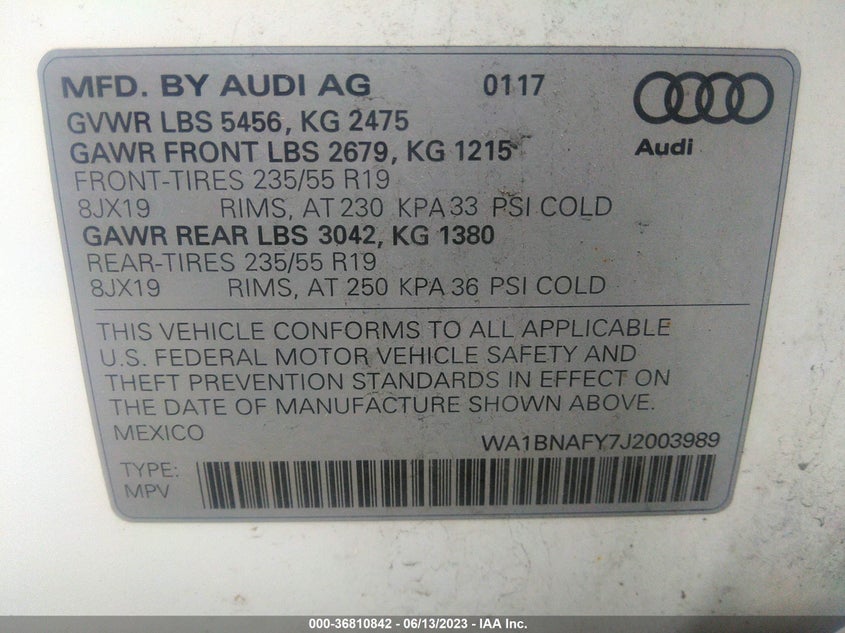 MFD. BY AUDI AG 0117
GVWR LBS 5456, KG 2475
GAWR FRONT LBS 2679, KG 1215
Audi
FRONT-TIRES 235/55 R19
8JX19 RIMS, AT 230 KPA 33 PSI COLD
GAWR REAR LBS 3042, KG 1380
REAR-TIRES 235/55 R19
8JX19 RIMS, AT 250 KPA 36 PSI COLD
THIS VEHICLE CONFORMS TO ALL APPLICABLE
U.S. FEDERAL MOTOR VEHICLE SAFETY AND
THEFT PREVENTION STANDARDS IN EFFECT ON
THE DATE OF MANUFACTURE SHOWN ABOVE.
MEXICO
WA1BNAFY7J2003989
TYPE:
MPV
000-36810842 - 06/13/2023 - IAA Inc.